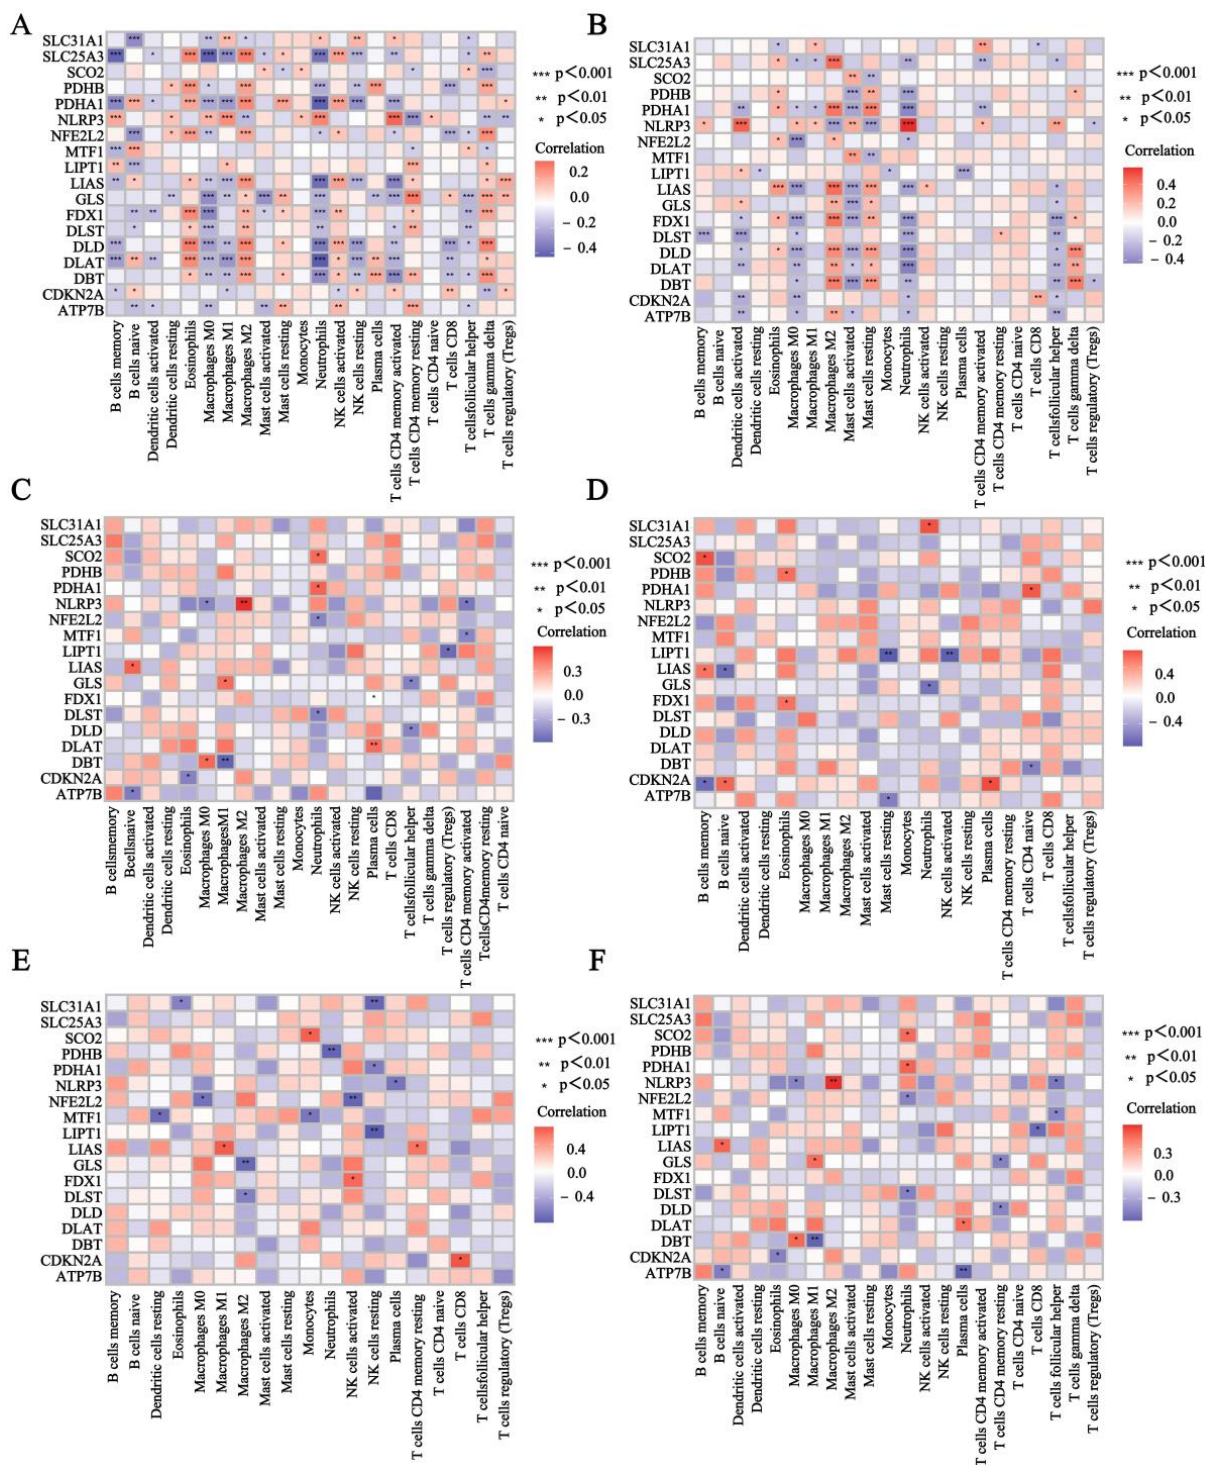 A
SLC31A1
SLC25A3
SCO2
PDHB
PDHA1
NLRP3
NFE2L2
MTF1
LIPT1
LIAS
GLS
FDX1
DLST
DLD
DLAT
DBT
CDKN2A
ATP7B
*** p<0.001
** p<0.01
* p<0.05
Correlation
0.2
0.0
− 0.2
− 0.4
B cells memory
B cells naive
Dendritic cells activated
Dendritic cells resting
Eosinophils
Macrophages M0
Macrophages M1
Macrophages M2
Mast cells activated
Mast cells resting
Monocytes
Neutrophils
NK cells activated
NK cells resting
Plasma cells
T cells CD4 memory activated
T cells CD4 memory resting
T cells CD4 naive
T cells CD8
T cellsfollicular helper
T cells gamma delta
T cells regulatory (Tregs)
B
SLC31A1
SLC25A3
SCO2
PDHB
PDHA1
NLRP3
NFE2L2
MTF1
LIPT1
LIAS
GLS
FDX1
DLST
DLD
DLAT
DBT
CDKN2A
ATP7B
*** p<0.001
** p<0.01
* p<0.05
Correlation
0.4
0.2
0.0
− 0.2
− 0.4
B cells memory
B cells naive
Dendritic cells activated
Dendritic cells resting
Eosinophils
Macrophages M0
Macrophages M1
Macrophages M2
Mast cells activated
Mast cells resting
Monocytes
Neutrophils
NK cells activated
NK cells resting
Plasma cells
T cells CD4 memory activated
T cells CD4 memory resting
T cells CD4 naive
T cells CD8
T cellsfollicular helper
T cells gamma delta
T cells regulatory (Tregs)
C
SLC31A1
SLC25A3
SCO2
PDHB
PDHA1
NLRP3
NFE2L2
MTF1
LIPT1
LIAS
GLS
FDX1
DLST
DLD
DLAT
DBT
CDKN2A
ATP7B
*** p<0.001
** p<0.01
* p<0.05
Correlation
0.3
0.0
− 0.3
B cellsmemory
Bcellsnaive
Dendritic cells activated
Dendritic cells resting
Eosinophils
Macrophages M0
MacrophagesM1
Macrophages M2
Mast cells activated
Mast cells resting
Monocytes
Neutrophils
NK Cells activated
NK cells resting
Plasma cells
T cells CD8
T cellsfollicular helper
T cells gamma delta
T cells regulatory (Tregs)
T cells CD4 memory activated
TcellsCD4memory resting
T cells CD4 naive
D
SLC31A1
SLC25A3
SCO2
PDHB
PDHA1
NLRP3
NFE2L2
MTF1
LIPT1
LIAS
GLS
FDX1
DLST
DLD
DLAT
DBT
CDKN2A
ATP7B
*** p<0.001
** p<0.01
* p<0.05
Correlation
0.4
0.0
− 0.4
B cells memory
B cells naive
Dendritic cells activated
Dendritic cells resting
Eosinophils
Macrophages M0
Macrophages M1
Macrophages M2
Mast cells activated
Mast cells resting
Monocytes
Neutrophils
NK cells activated
NK cells resting
Plasma cells
T cells CD4 memory resting
T cells CD4 naive
T cells CD8
T cellsfollicular helper
T cells regulatory (Tregs)
E
SLC31A1
SLC25A3
SCO2
PDHB
PDHA1
NLRP3
NFE2L2
MTF1
LIPT1
LIAS
GLS
FDX1
DLST
DLD
DLAT
DBT
CDKN2A
ATP7B
*** p<0.001
** p<0.01
* p<0.05
Correlation
0.4
0.0
− 0.4
B cells memory
B cells naive
Dendritic cells resting
Eosinophils
Macrophages M0
Macrophages M1
Macrophages M2
Mast cells activated
Mast cells resting
Monocytes
Neutrophils
NK cells activated
NK cells resting
Plasma cells
T cells CD4 memory resting
T cells CD4 naive
T cells CD8
T cellsfollicular helper
T cells regulatory (Tregs)
F
SLC31A1
SLC25A3
SCO2
PDHB
PDHA1
NLRP3
NFE2L2
MTF1
LIPT1
LIAS
GLS
FDX1
DLST
DLD
DLAT
DBT
CDKN2A
ATP7B
*** p<0.001
** p<0.01
* p<0.05
Correlation
0.3
0.0
− 0.3
B cells memory
B cells naive
Dendritic cells activated
Dendritic cells resting
Eosinophils
Macrophages M0
Macrophages M1
Macrophages M2
Mast cells activated
Mast cells resting
Monocytes
Neutrophils
NK cells activated
NK cells resting
Plasma cells
T cells CD4 memory activated
T cells CD4 memory resting
T cells CD4 naive
T cells CD8
T cells follicular helper
T cells gamma delta
T cells regulatory (Tregs)